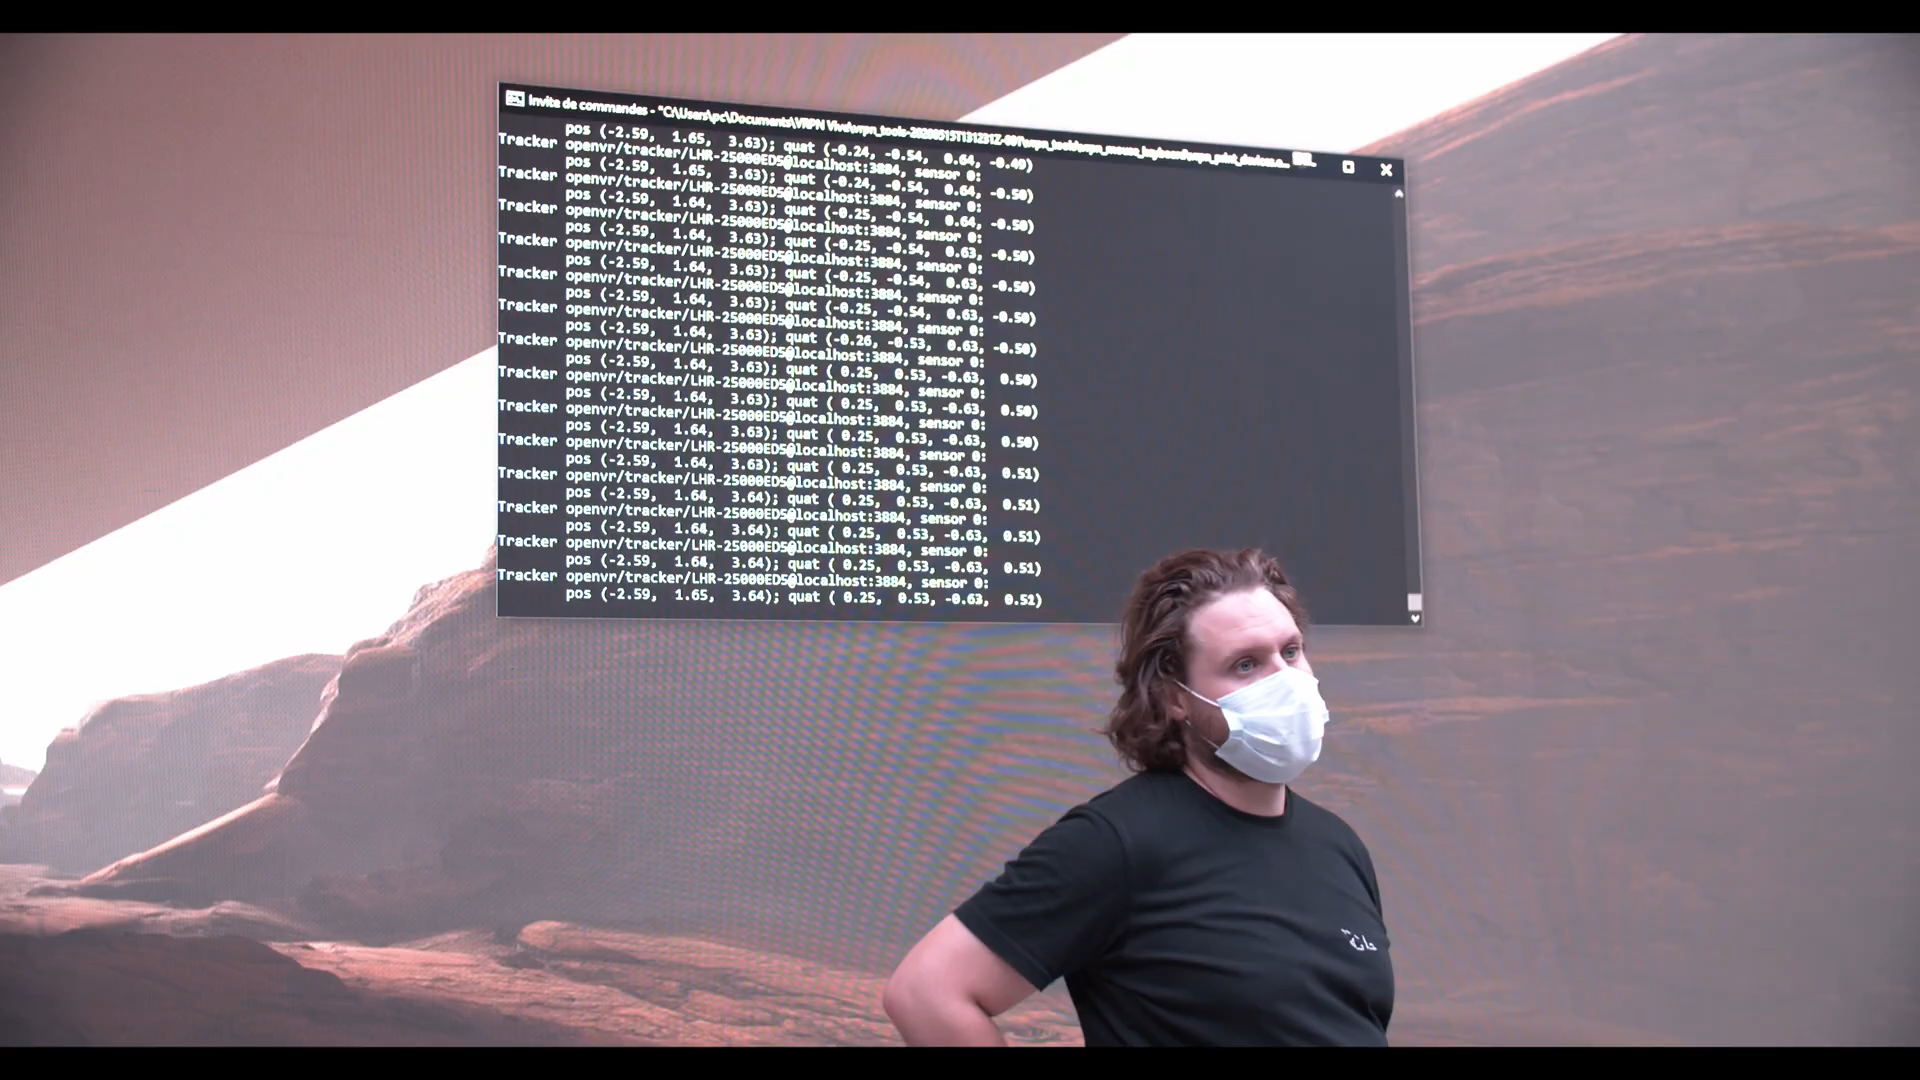 Invite de commandes - "C:\Users\pc\Documents\VRPN Vive\vrpn_tools-20200515T131231Z-001\vrpn_tools\vrpn_mouse_keyboard\vrpn_print_devices.e...
pos (-2.59, 1.65, 3.63); quat (-0.24, -0.54, 0.64, -0.49)
Tracker openvr/tracker/LHR-25000ED5@localhost:3884, sensor 0:
pos (-2.59, 1.65, 3.63); quat (-0.24, -0.54, 0.64, -0.50)
Tracker openvr/tracker/LHR-25000ED5@localhost:3884, sensor 0:
pos (-2.59, 1.64, 3.63); quat (-0.25, -0.54, 0.64, -0.50)
Tracker openvr/tracker/LHR-25000ED5@localhost:3884, sensor 0:
pos (-2.59, 1.64, 3.63); quat (-0.25, -0.54, 0.63, -0.50)
Tracker openvr/tracker/LHR-25000ED5@localhost:3884, sensor 0:
pos (-2.59, 1.64, 3.63); quat (-0.25, -0.54, 0.63, -0.50)
Tracker openvr/tracker/LHR-25000ED5@localhost:3884, sensor 0:
pos (-2.59, 1.64, 3.63); quat (-0.25, -0.54, 0.63, -0.50)
Tracker openvr/tracker/LHR-25000ED5@localhost:3884, sensor 0:
pos (-2.59, 1.64, 3.63); quat (-0.26, -0.53, 0.63, -0.50)
Tracker openvr/tracker/LHR-25000ED5@localhost:3884, sensor 0:
pos (-2.59, 1.64, 3.63); quat ( 0.25, 0.53, -0.63, 0.50)
Tracker openvr/tracker/LHR-25000ED5@localhost:3884, sensor 0:
pos (-2.59, 1.64, 3.63); quat ( 0.25, 0.53, -0.63, 0.50)
Tracker openvr/tracker/LHR-25000ED5@localhost:3884, sensor 0:
pos (-2.59, 1.64, 3.63); quat ( 0.25, 0.53, -0.63, 0.50)
Tracker openvr/tracker/LHR-25000ED5@localhost:3884, sensor 0:
pos (-2.59, 1.64, 3.63); quat ( 0.25, 0.53, -0.63, 0.51)
Tracker openvr/tracker/LHR-25000ED5@localhost:3884, sensor 0:
pos (-2.59, 1.64, 3.64); quat ( 0.25, 0.53, -0.63, 0.51)
Tracker openvr/tracker/LHR-25000ED5@localhost:3884, sensor 0:
pos (-2.59, 1.64, 3.64); quat ( 0.25, 0.53, -0.63, 0.51)
Tracker openvr/tracker/LHR-25000ED5@localhost:3884, sensor 0:
pos (-2.59, 1.64, 3.64); quat ( 0.25, 0.53, -0.63, 0.51)
Tracker openvr/tracker/LHR-25000ED5@localhost:3884, sensor 0:
pos (-2.59, 1.65, 3.64); quat ( 0.25, 0.53, -0.63, 0.51)